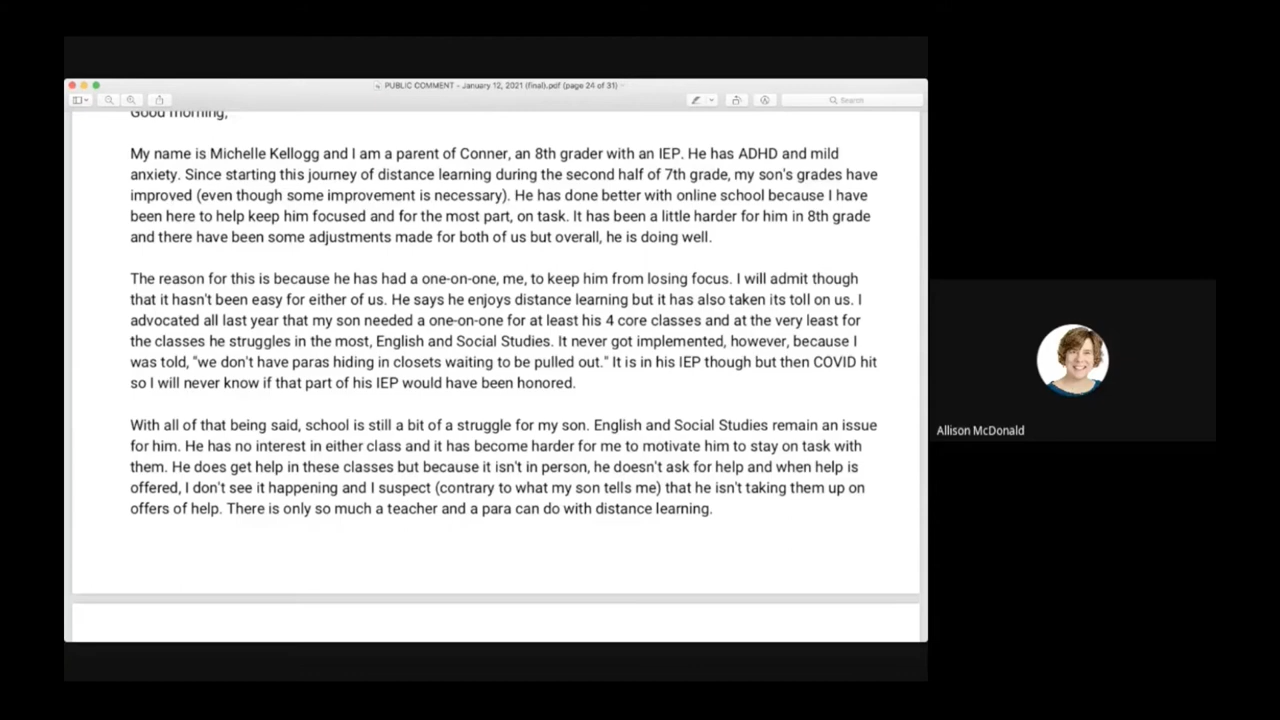 PUBLIC COMMENT - January 12, 2021 (final).pdf (page 24 of 31)
Search
Good morning,
My name is Michelle Kellogg and I am a parent of Conner, an 8th grader with an IEP. He has ADHD and mild
anxiety. Since starting this journey of distance learning during the second half of 7th grade, my son's grades have
improved (even though some improvement is necessary). He has done better with online school because I have
been here to help keep him focused and for the most part, on task. It has been a little harder for him in 8th grade
and there have been some adjustments made for both of us but overall, he is doing well.
The reason for this is because he has had a one-on-one, me, to keep him from losing focus. I will admit though
that it hasn't been easy for either of us. He says he enjoys distance learning but it has also taken its toll on us. I
advocated all last year that my son needed a one-on-one for at least his 4 core classes and at the very least for
the classes he struggles in the most, English and Social Studies. It never got implemented, however, because I
was told, "we don't have paras hiding in closets waiting to be pulled out." It is in his IEP though but then COVID hit
so I will never know if that part of his IEP would have been honored.
With all of that being said, school is still a bit of a struggle for my son. English and Social Studies remain an issue
for him. He has no interest in either class and it has become harder for me to motivate him to stay on task with
them. He does get help in these classes but because it isn't in person, he doesn't ask for help and when help is
offered, I don't see it happening and I suspect (contrary to what my son tells me) that he isn't taking them up on
offers of help. There is only so much a teacher and a para can do with distance learning.
Allison McDonald